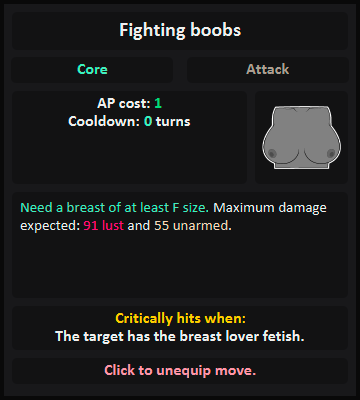 Fighting boobs
Core
Attack
AP cost: 1
Cooldown: 0 turns
Need a breast of at least F size. Maximum damage
expected: 91 lust and 55 unarmed.
Critically hits when:
The target has the breast lover fetish.
Click to unequip move.